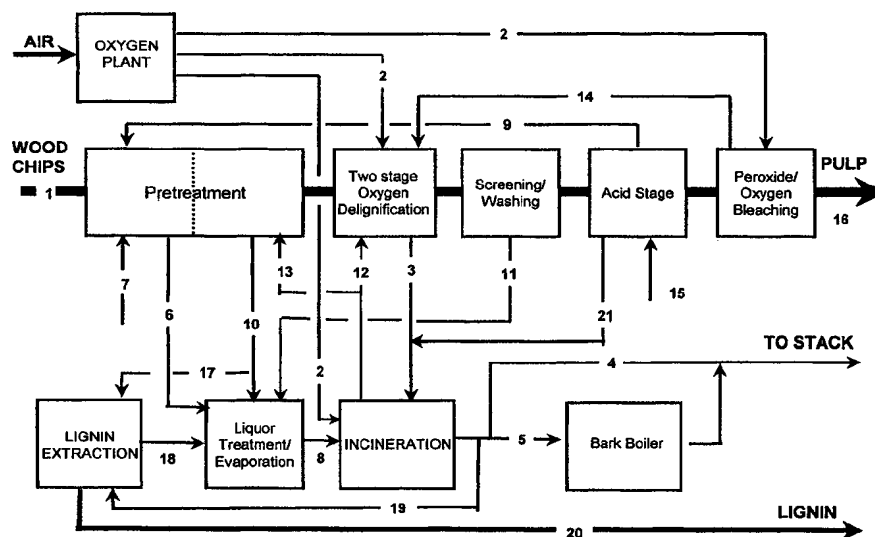 AIR
OXYGEN
PLANT
2
2
14
9
WOOD
CHIPS
1
Pretreatment
Two stage
Oxygen
Delignification
Screening/
Washing
Acid Stage
Peroxide/
Oxygen
Bleaching
PULP
16
7
6
10
13
12
3
11
21
15
TO STACK
4
17
2
LIGNIN
EXTRACTION
18
Liquor
Treatment/
Evaporation
8
INCINERATION
5
Bark Boiler
19
20
LIGNIN